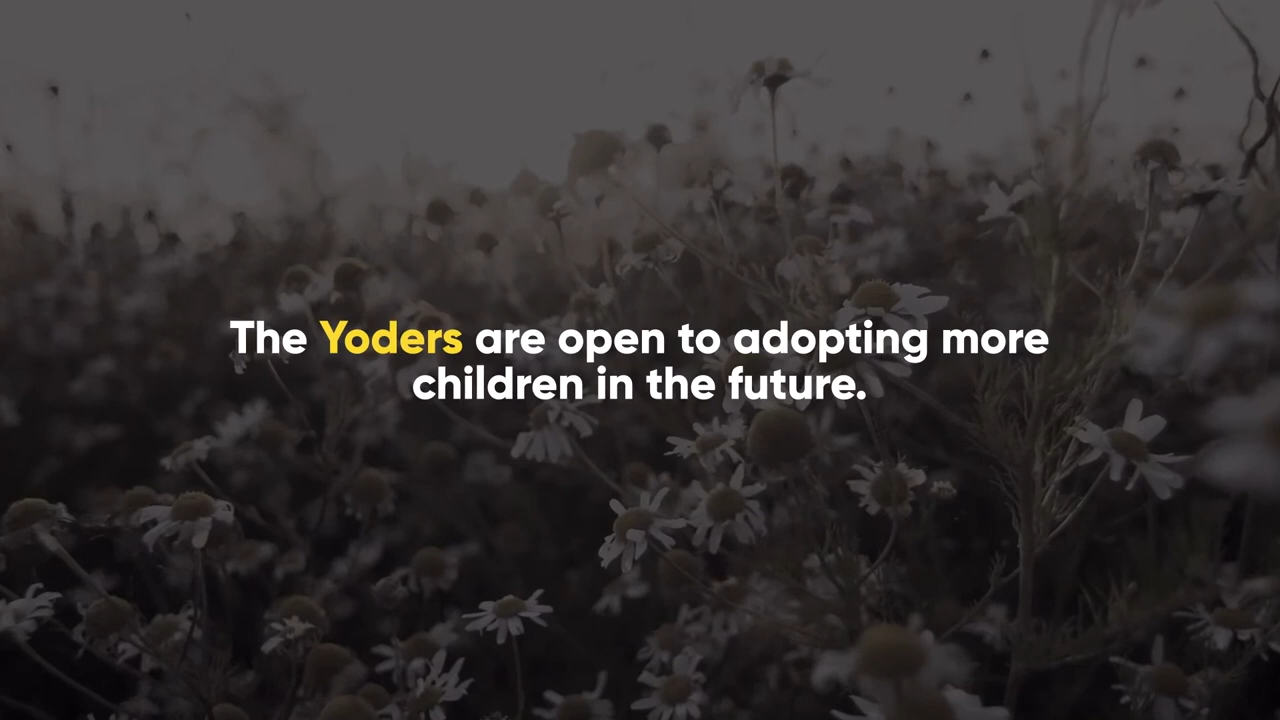 The Yoders are open to adopting more
children in the future.